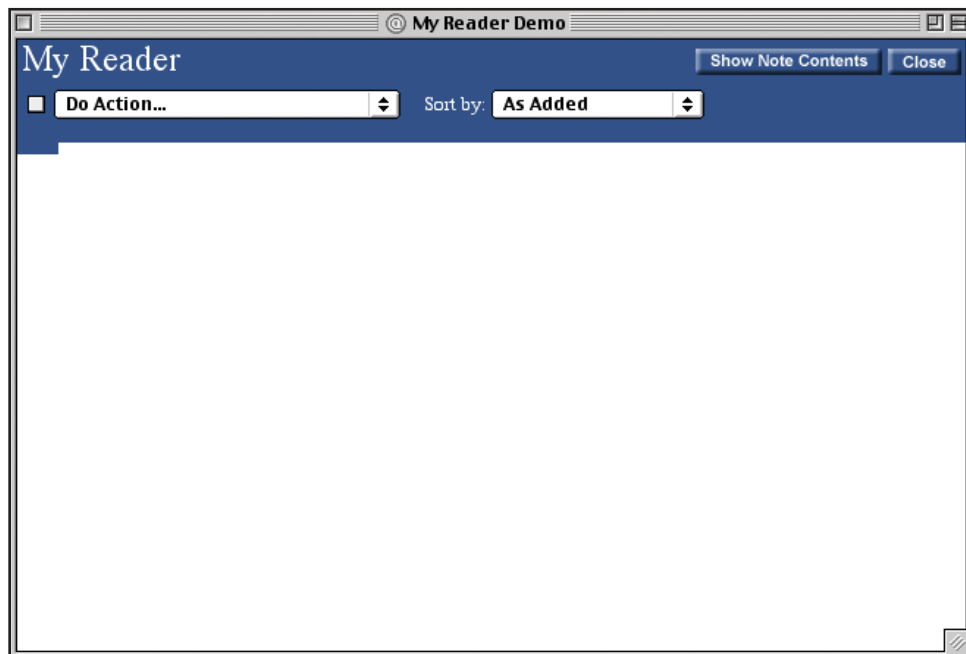 My Reader Demo
My Reader
Show Note Contents
Close
Do Action...
Sort by: As Added